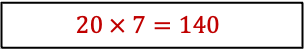 20 × 7 = 140